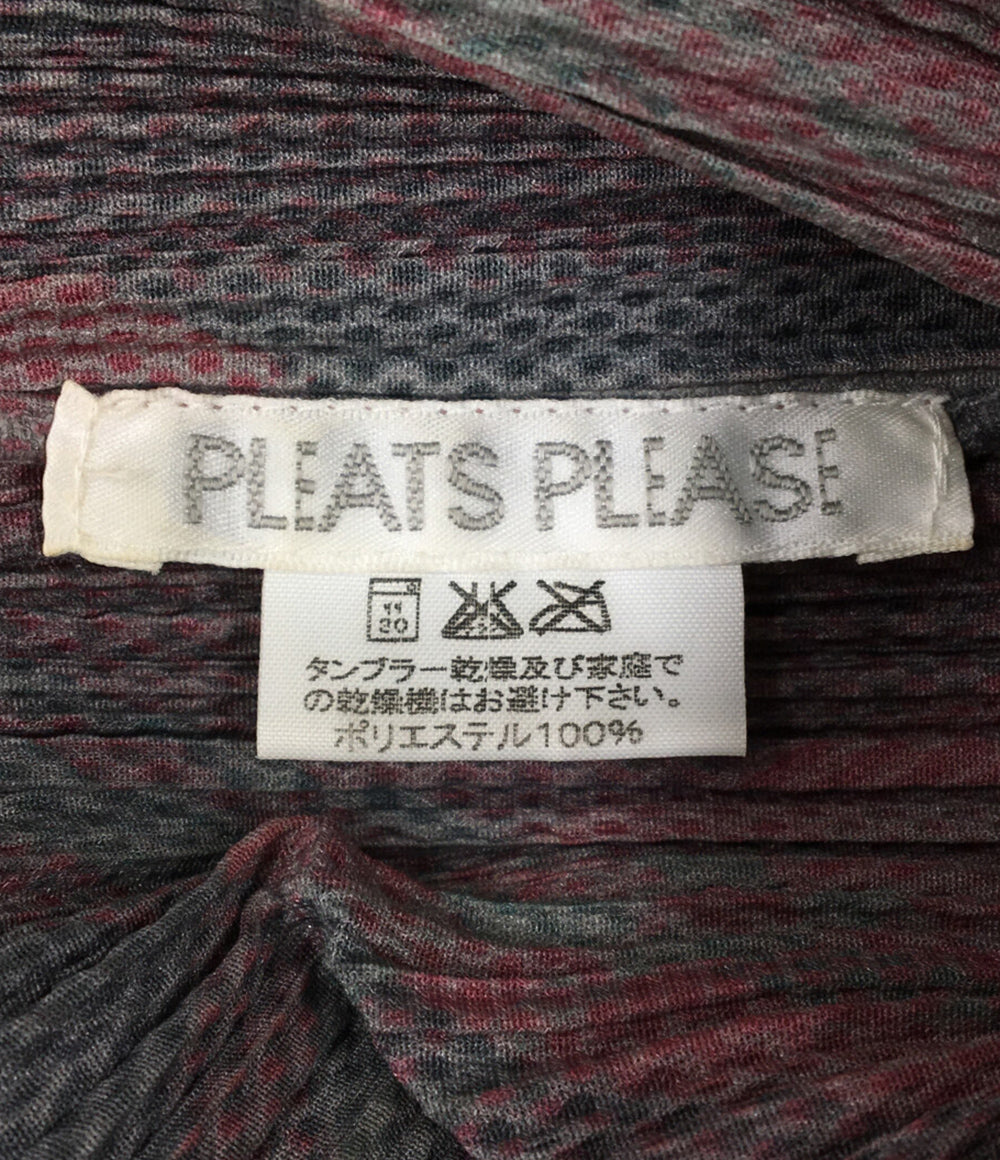 PLEATS PLEASE
30
タンブラー乾燥及び家庭で
の乾燥機はお避け下さい。
ポリエステル100%